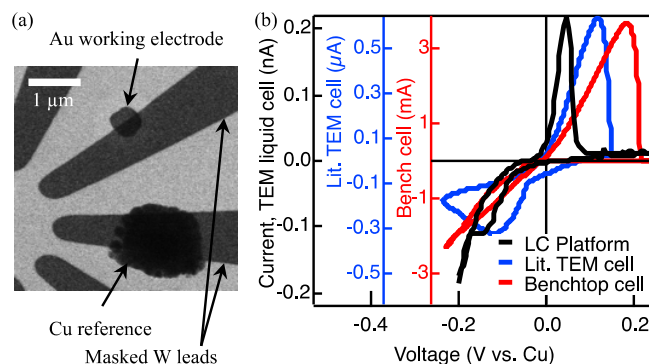 (a)
Au working electrode
1 µm
Cu reference
Masked W leads
(b)
Current, TEM liquid cell (nA)
0.2
0.1
0.0
-0.1
-0.2
Lit. TEM cell (µA)
0.5
0.3
0.1
-0.1
-0.3
-0.5
Bench cell (mA)
3
1
-1
-3
LC Platform
Lit. TEM cell
Benchtop cell
-0.4
-0.2
0.0
0.2
Voltage (V vs. Cu)